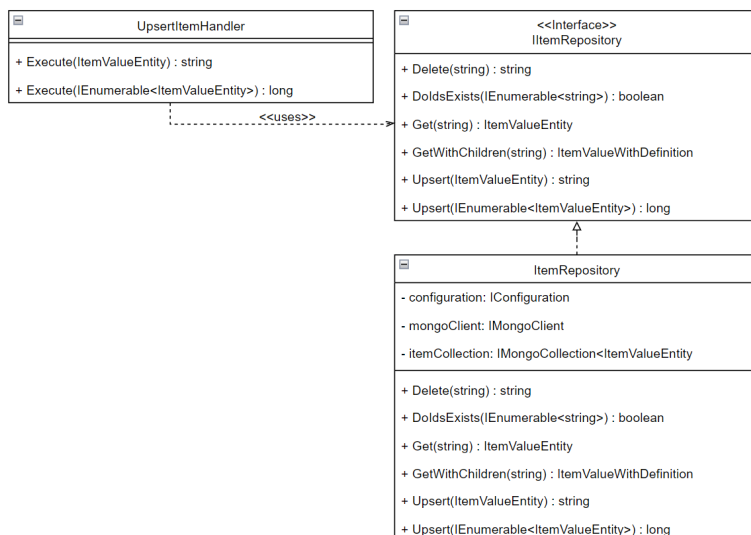 UpsertItemHandler
+ Execute(ItemValueEntity) : string
+ Execute(IEnumerable<ItemValueEntity>) : long
<<uses>>
<<Interface>>
IItemRepository
+ Delete(string) : string
+ DoIdsExists(IEnumerable<string>) : boolean
+ Get(string) : ItemValueEntity
+ GetWithChildren(string) : ItemValueWithDefinition
+ Upsert(ItemValueEntity) : string
+ Upsert(IEnumerable<ItemValueEntity>) : long
ItemRepository
- configuration: IConfiguration
- mongoClient: IMongoClient
- itemCollection: IMongoCollection<ItemValueEntity
+ Delete(string) : string
+ DoIdsExists(IEnumerable<string>) : boolean
+ Get(string) : ItemValueEntity
+ GetWithChildren(string) : ItemValueWithDefinition
+ Upsert(ItemValueEntity) : string
+ Upsert(IEnumerable<ItemValueEntity>) : long